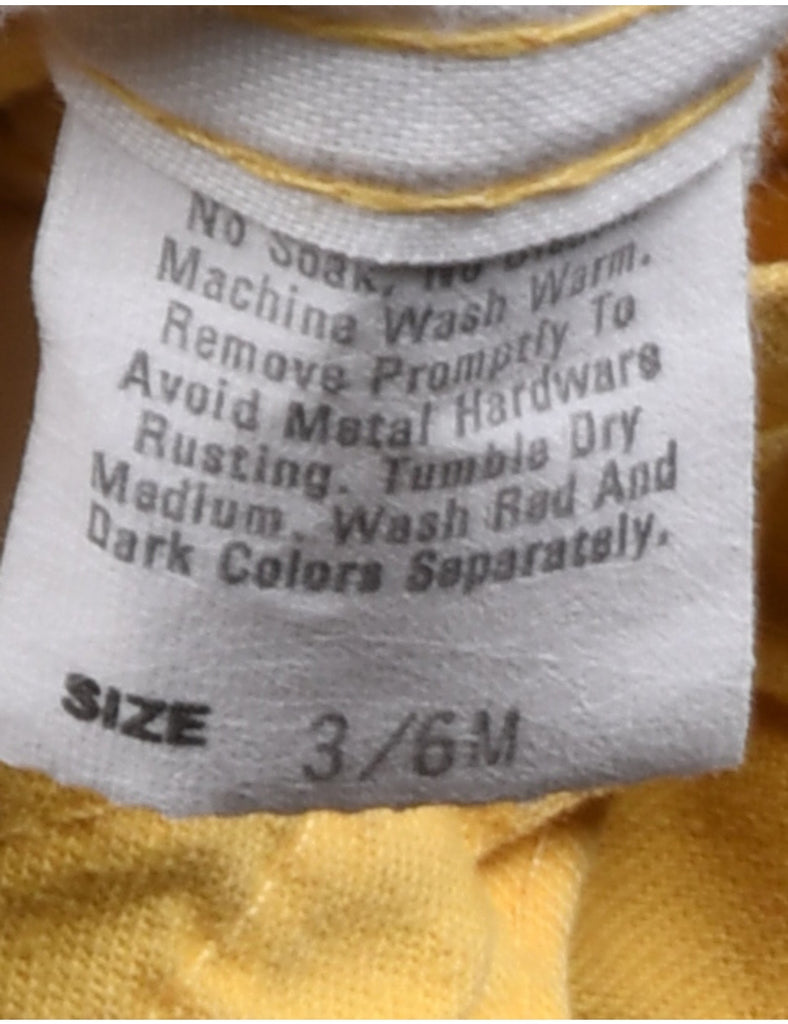 No Soak, No
Machine Wash Warm.
Remove Promptly To
Avoid Metal Hardware
Rusting. Tumble Dry
Medium. Wash Red And
Dark Colors Separately.
SIZE 3/6M